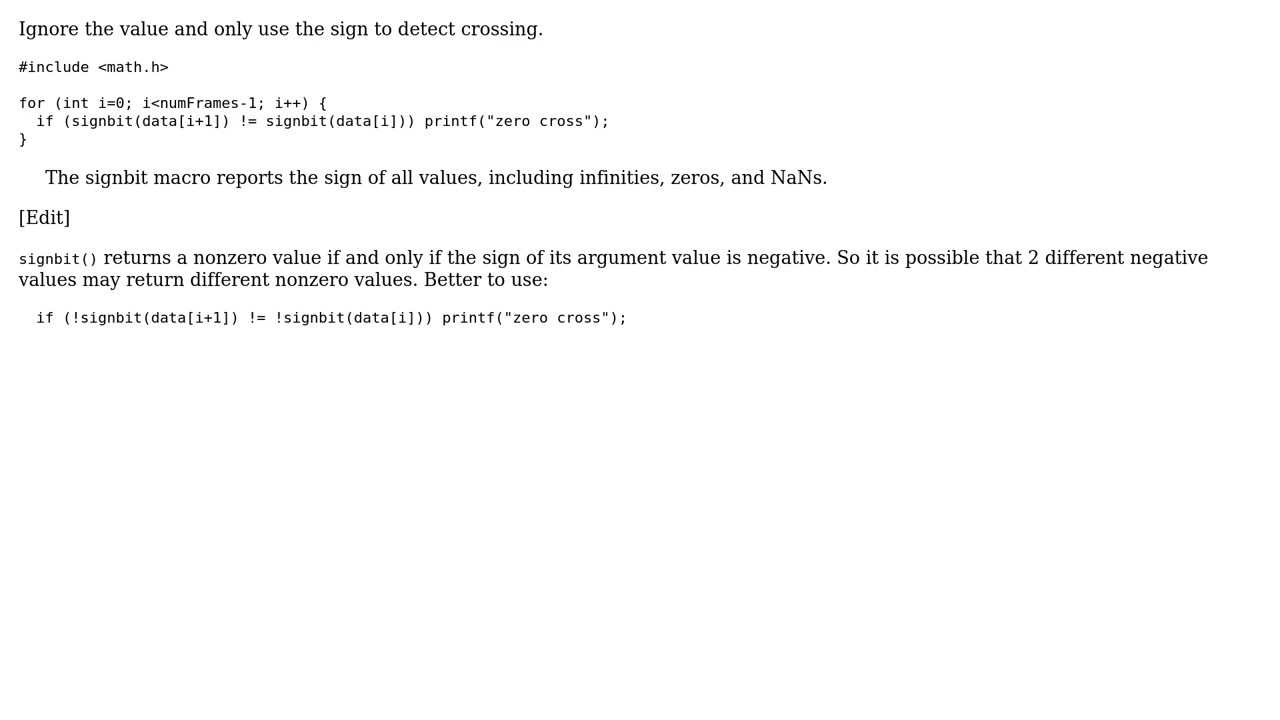 Ignore the value and only use the sign to detect crossing.
#include <math.h>
for (int i=0; i<numFrames-1; i++) {
  if (signbit(data[i+1]) != signbit(data[i])) printf("zero cross");
}
The signbit macro reports the sign of all values, including infinities, zeros, and NaNs.
[Edit]
signbit() returns a nonzero value if and only if the sign of its argument value is negative. So it is possible that 2 different negative
values may return different nonzero values. Better to use:
  if (!signbit(data[i+1]) != !signbit(data[i])) printf("zero cross");